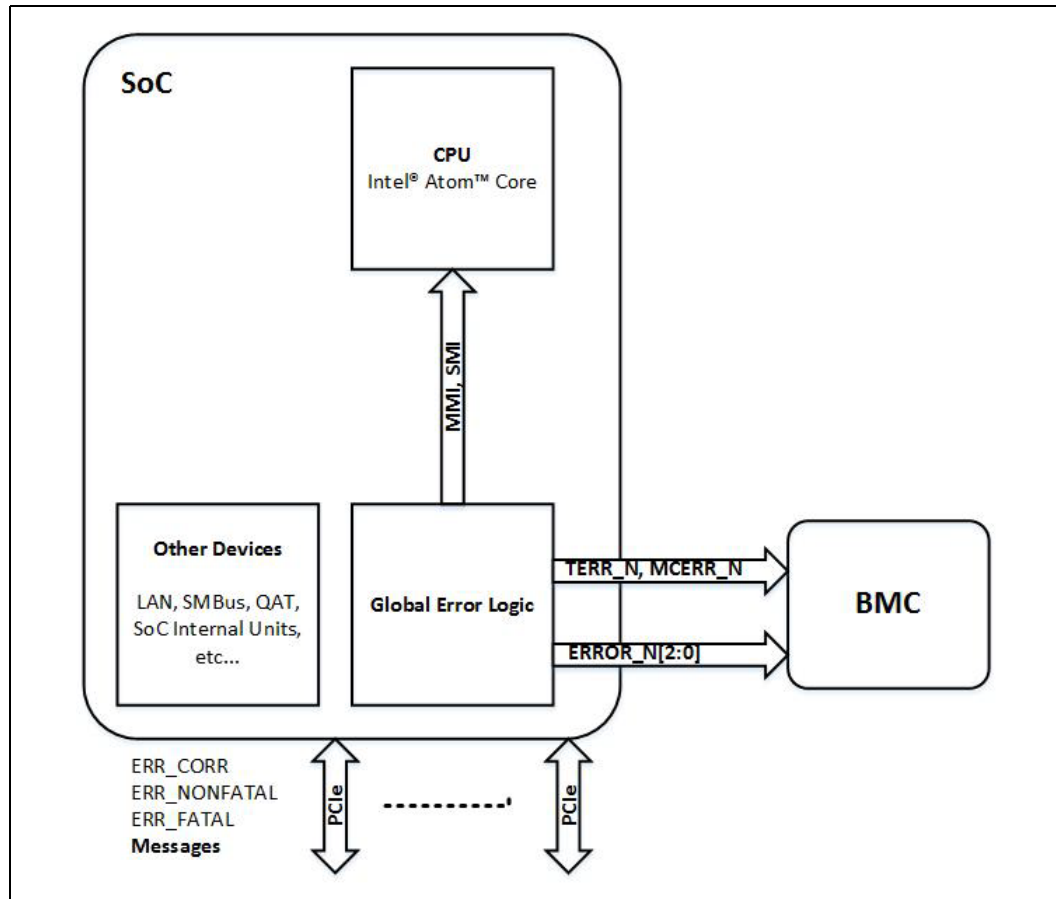 SoC
CPU
Intel® Atom™ Core
MMI, SMI
Other Devices
LAN, SMBus, QAT,
SoC Internal Units,
etc...
Global Error Logic
TERR_N, MCERR_N
ERROR_N[2:0]
BMC
ERR_CORR
ERR_NONFATAL
ERR_FATAL
Messages
PCIe
PCIe